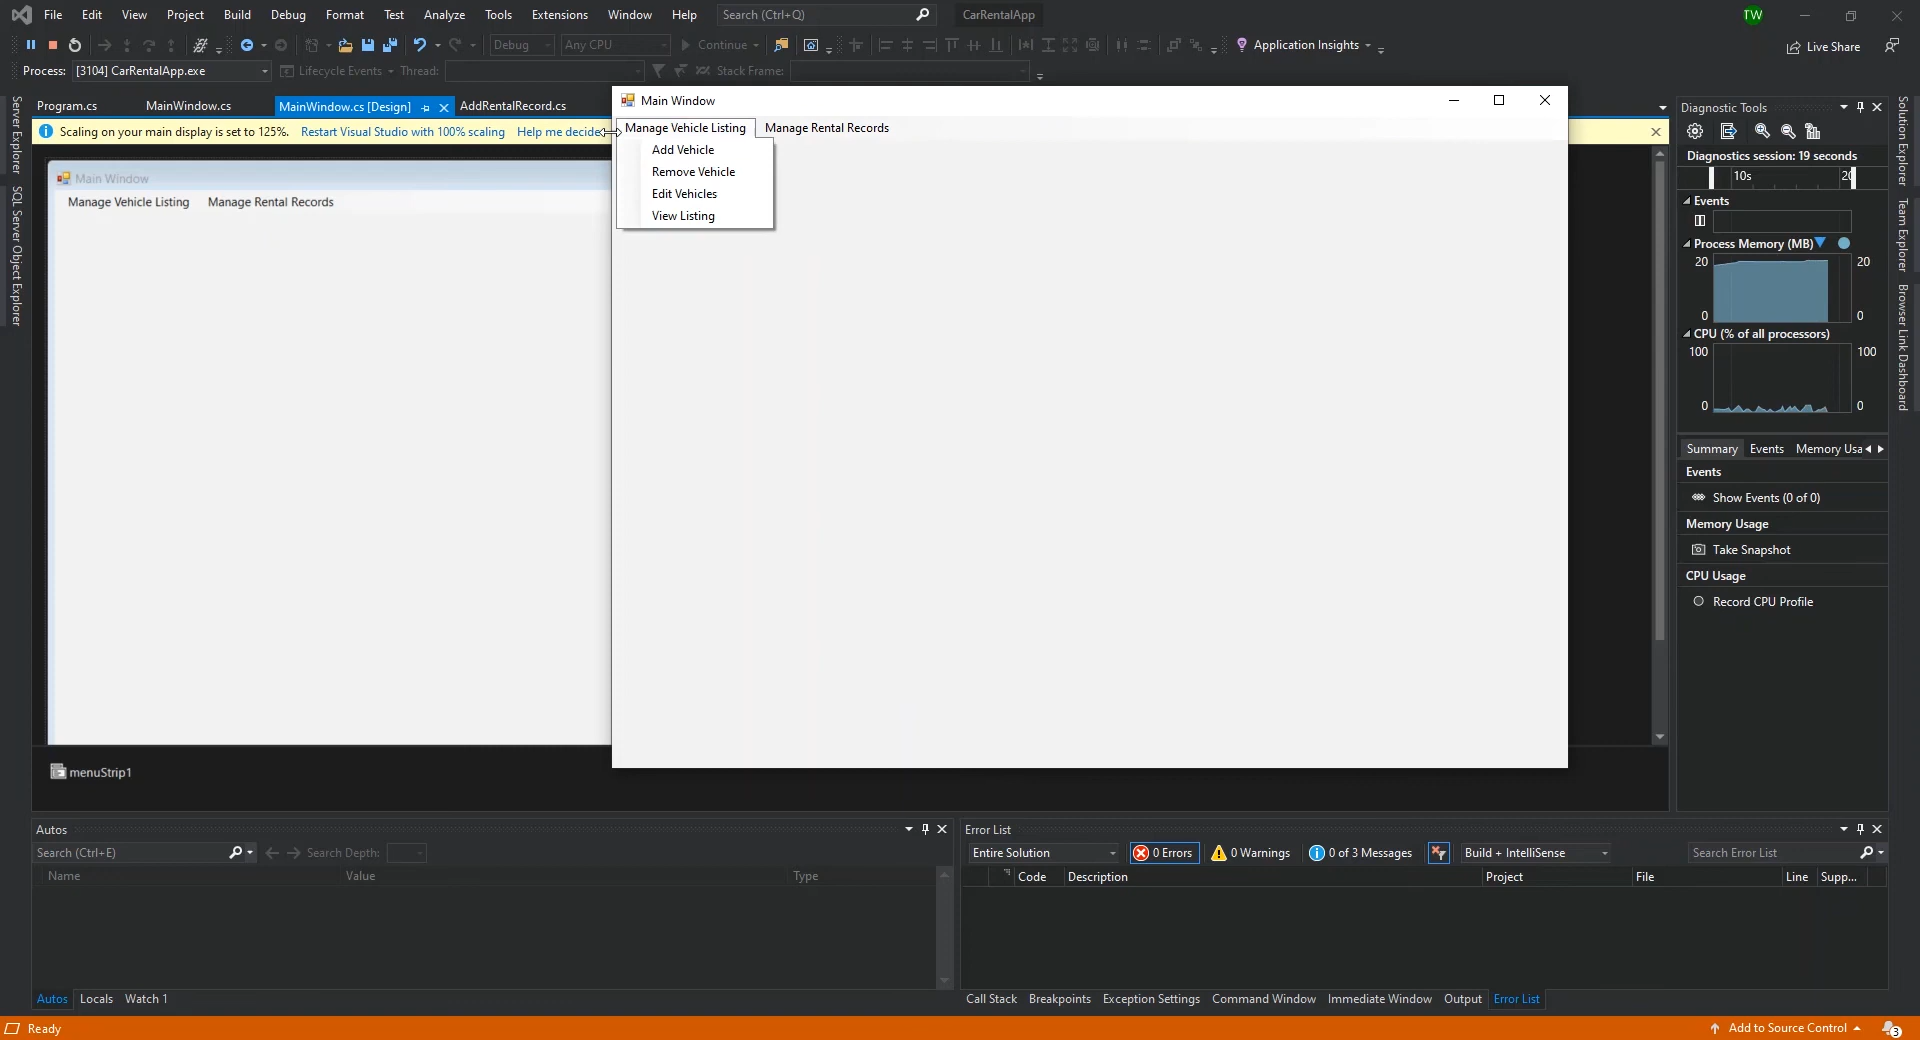 File Edit View Project Build Debug Format Test Analyze Tools Extensions Window Help Search (Ctrl+Q) CarRentalApp TW
Debug Any CPU Continue Application Insights Live Share
Process: [3104] CarRentalApp.exe Lifecycle Events Thread: Stack Frame:
Program.cs MainWindow.cs MainWindow.cs [Design] AddRentalRecord.cs
Scaling on your main display is set to 125%. Restart Visual Studio with 100% scaling Help me decide
Server Explorer
SQL Server Object Explorer
Main Window
Manage Vehicle Listing Manage Rental Records
menuStrip1
Main Window
Manage Vehicle Listing Manage Rental Records
Add Vehicle
Remove Vehicle
Edit Vehicles
View Listing
Diagnostic Tools
Diagnostics session: 19 seconds
10s 20
Events
Process Memory (MB)
20 20
0 0
CPU (% of all processors)
100 100
0 0
Summary Events Memory Usa
Events
Show Events (0 of 0)
Memory Usage
Take Snapshot
CPU Usage
Record CPU Profile
Solution Explorer
Team Explorer
Browser Link Dashboard
Autos
Search (Ctrl+E) Search Depth:
Name Value Type
Autos Locals Watch 1
Error List
Entire Solution 0 Errors 0 Warnings 0 of 3 Messages Build + IntelliSense Search Error List
Code Description Project File Line Supp...
Call Stack Breakpoints Exception Settings Command Window Immediate Window Output Error List
Ready Add to Source Control 3